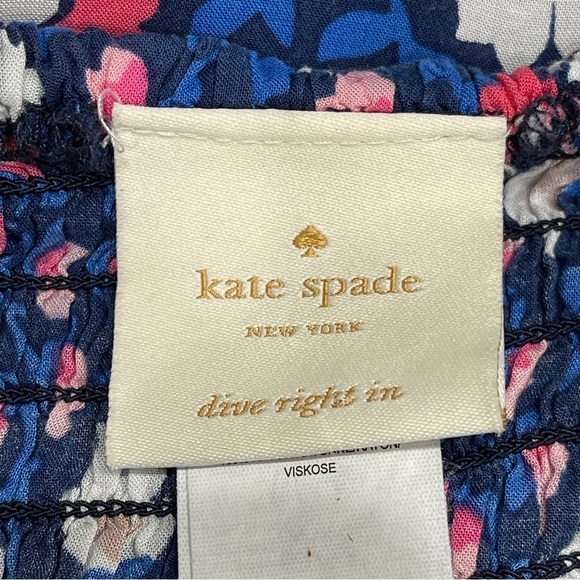 kate spade
NEW YORK
dive right in
VISKOSE